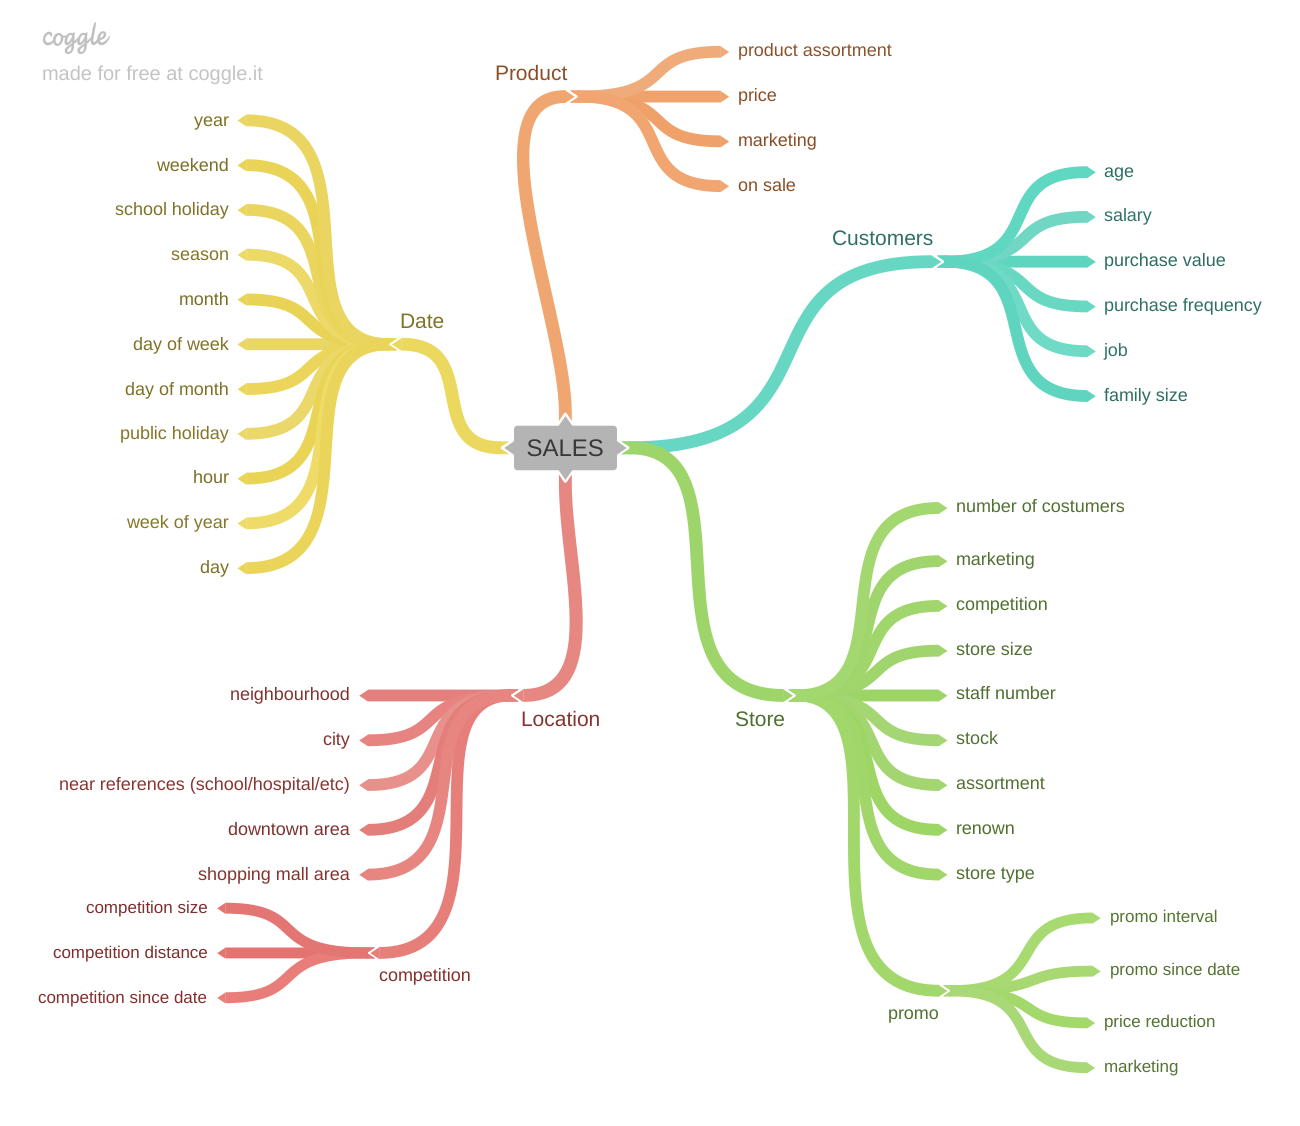 coggle
made for free at coggle.it
Product
product assortment
price
marketing
on sale
Customers
age
salary
purchase value
purchase frequency
job
family size
Date
year
weekend
school holiday
season
month
day of week
day of month
public holiday
hour
week of year
day
SALES
Location
neighbourhood
city
near references (school/hospital/etc)
downtown area
shopping mall area
competition
competition size
competition distance
competition since date
Store
number of costumers
marketing
competition
store size
staff number
stock
assortment
renown
store type
promo
promo interval
promo since date
price reduction
marketing